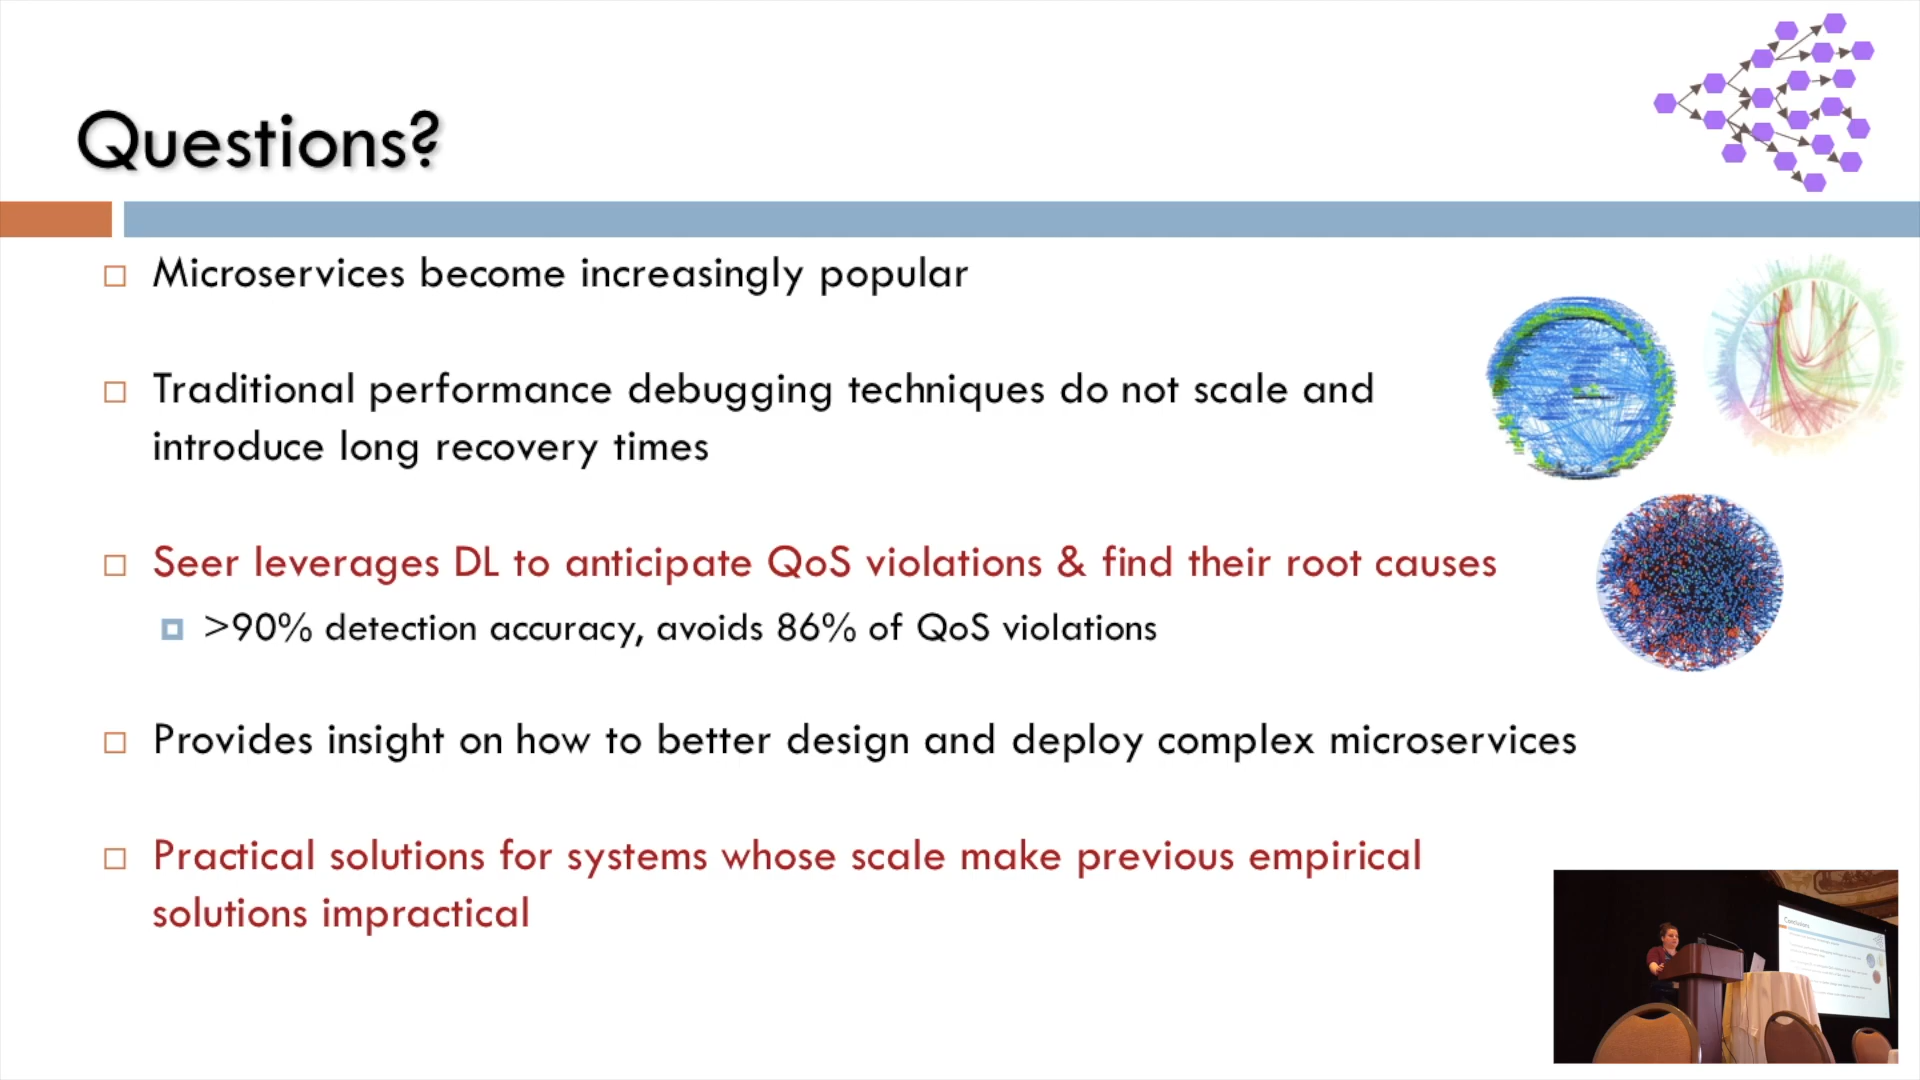 Questions?
Microservices become increasingly popular
Traditional performance debugging techniques do not scale and
introduce long recovery times
Seer leverages DL to anticipate QoS violations & find their root causes
>90% detection accuracy, avoids 86% of QoS violations
Provides insight on how to better design and deploy complex microservices
Practical solutions for systems whose scale make previous empirical
solutions impractical
Conclusions